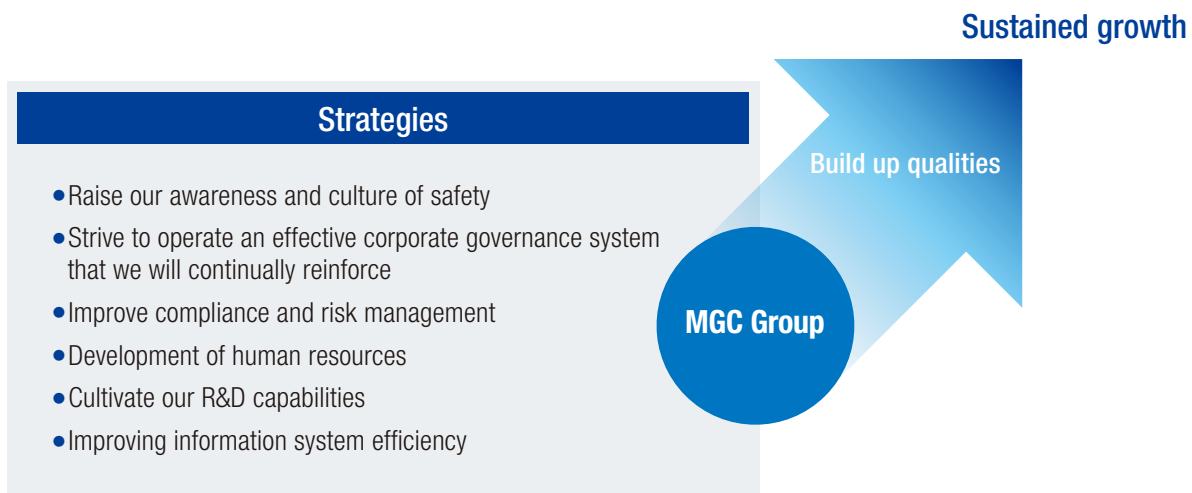 Sustained growth
Strategies
Build up qualities
●Raise our awareness and culture of safety
●Strive to operate an effective corporate governance system
that we will continually reinforce
●Improve compliance and risk management
●Development of human resources
●Cultivate our R&D capabilities
●Improving information system efficiency
MGC Group